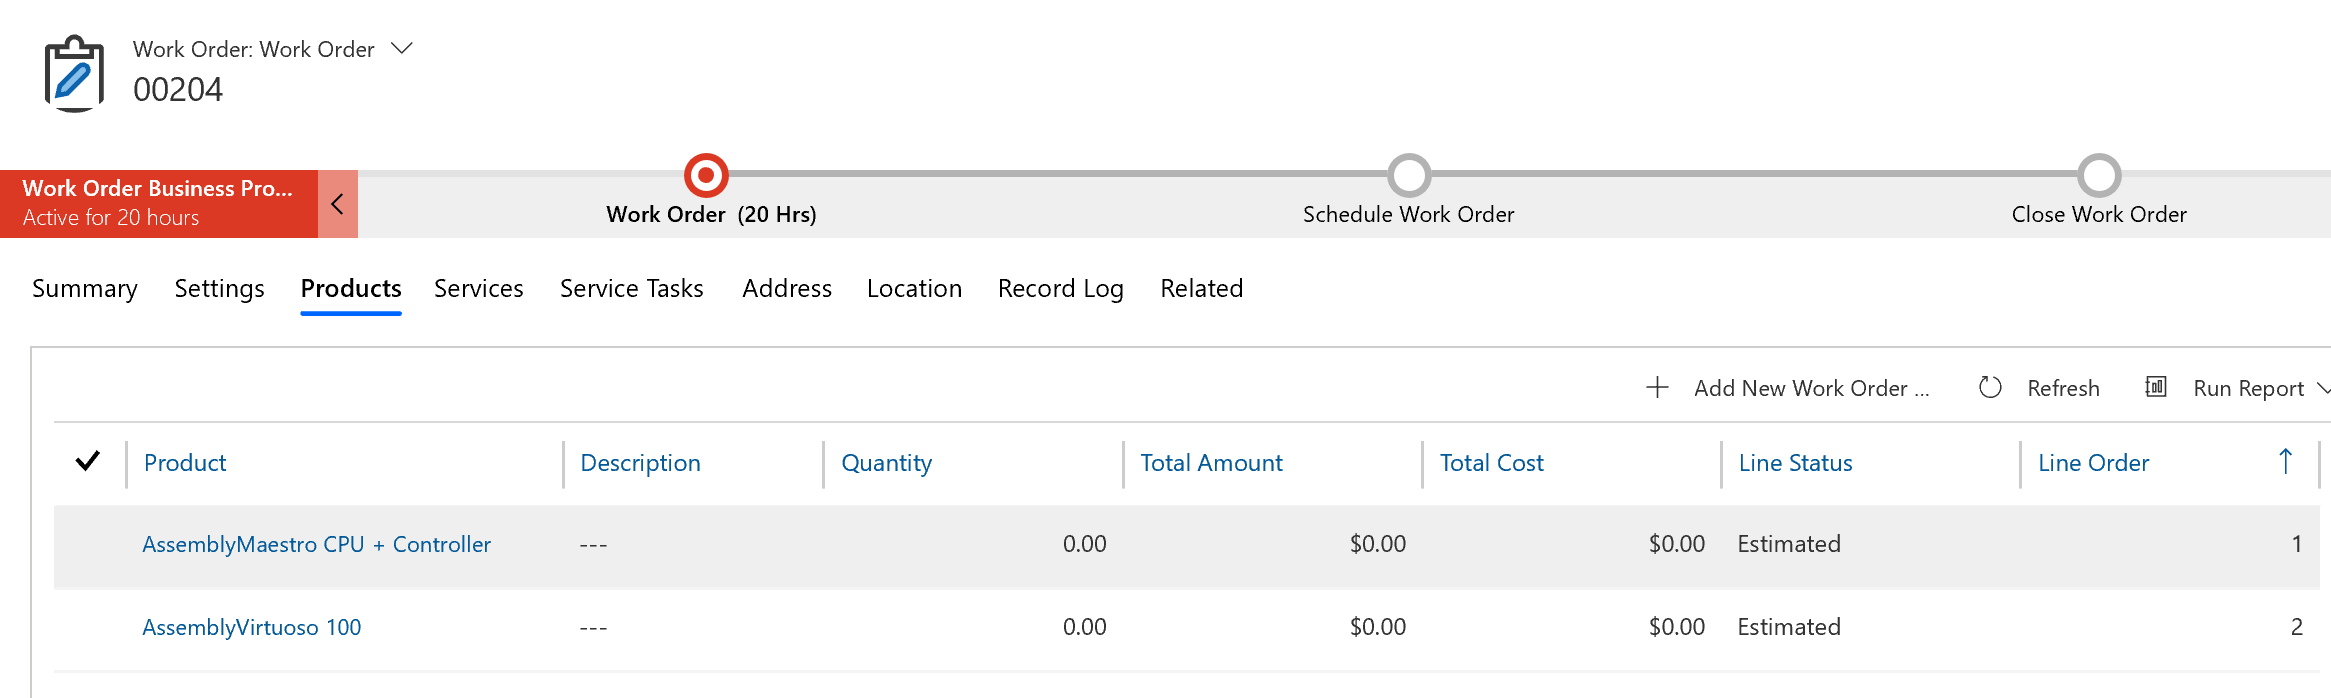 Work Order: Work Order
00204
Work Order Business Pro...
Active for 20 hours
Work Order (20 Hrs)
Schedule Work Order
Close Work Order
Summary Settings Products Services Service Tasks Address Location Record Log Related
Add New Work Order ... Refresh Run Report
Product Description Quantity Total Amount Total Cost Line Status Line Order
AssemblyMaestro CPU + Controller --- 0.00 $0.00 $0.00 Estimated 1
AssemblyVirtuoso 100 --- 0.00 $0.00 $0.00 Estimated 2